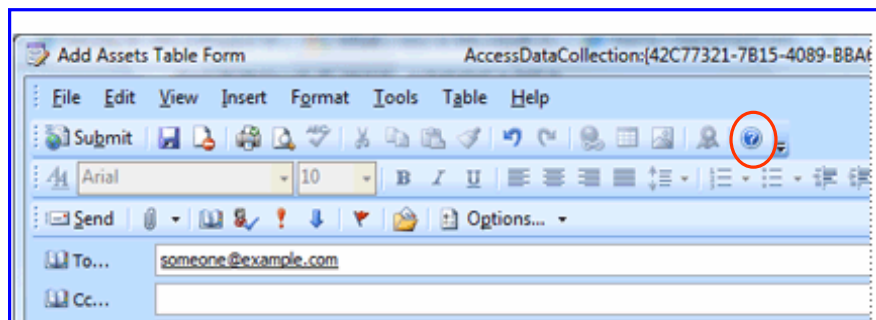 Add Assets Table Form AccessDataCollection:{42C77321-7B15-4089-BBA
File Edit View Insert Format Tools Table Help
Submit
Arial 10 B I U
Send Options...
To... someone@example.com
Cc...